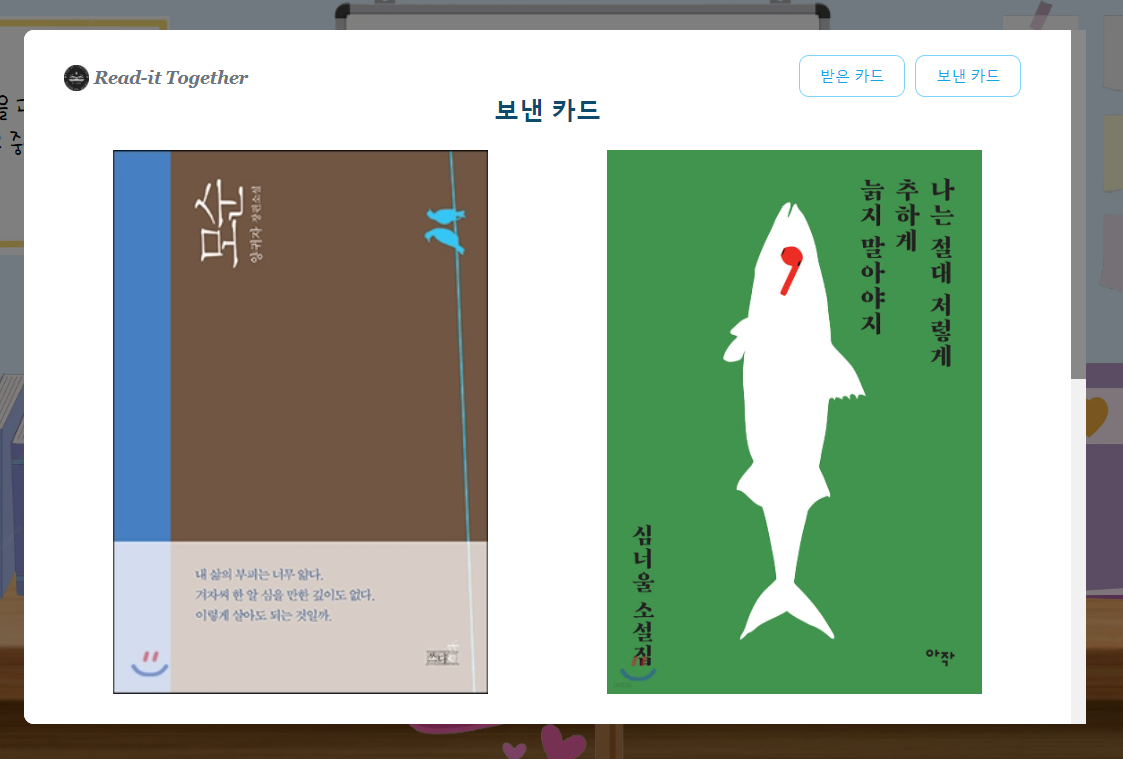 Read-it Together
받은 카드
보낸 카드
보낸 카드
모순
양귀자 장편소설
내 삶의 부피는 너무 얇다.
겨자씨 한 알 심을 만한 깊이도 없다.
이렇게 살아도 되는 것일까.
쓰다
나는 절대 저렇게
추하게
늙지 말아야지
심너울 소설집
아작